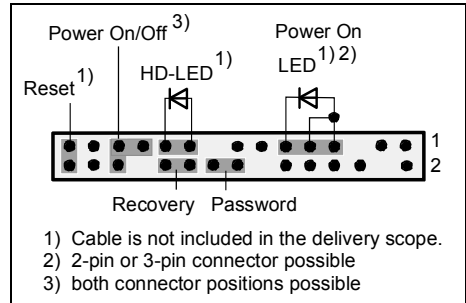 Power On/Off 3)
Power On
HD-LED 1)
LED 1) 2)
Reset 1)
1
2
Recovery Password
1) Cable is not included in the delivery scope.
2) 2-pin or 3-pin connector possible
3) both connector positions possible